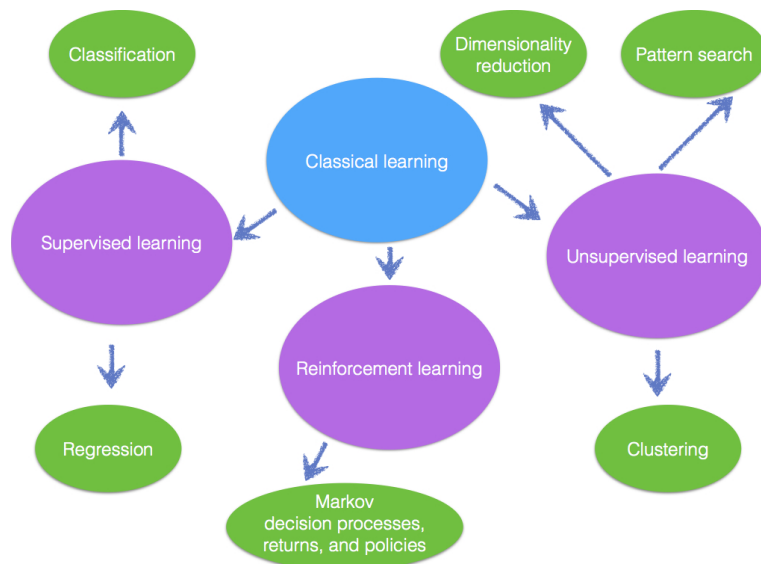 Classification
Dimensionality
reduction
Pattern search
Classical learning
Supervised learning
Unsupervised learning
Reinforcement learning
Regression
Clustering
Markov
decision processes,
returns, and policies